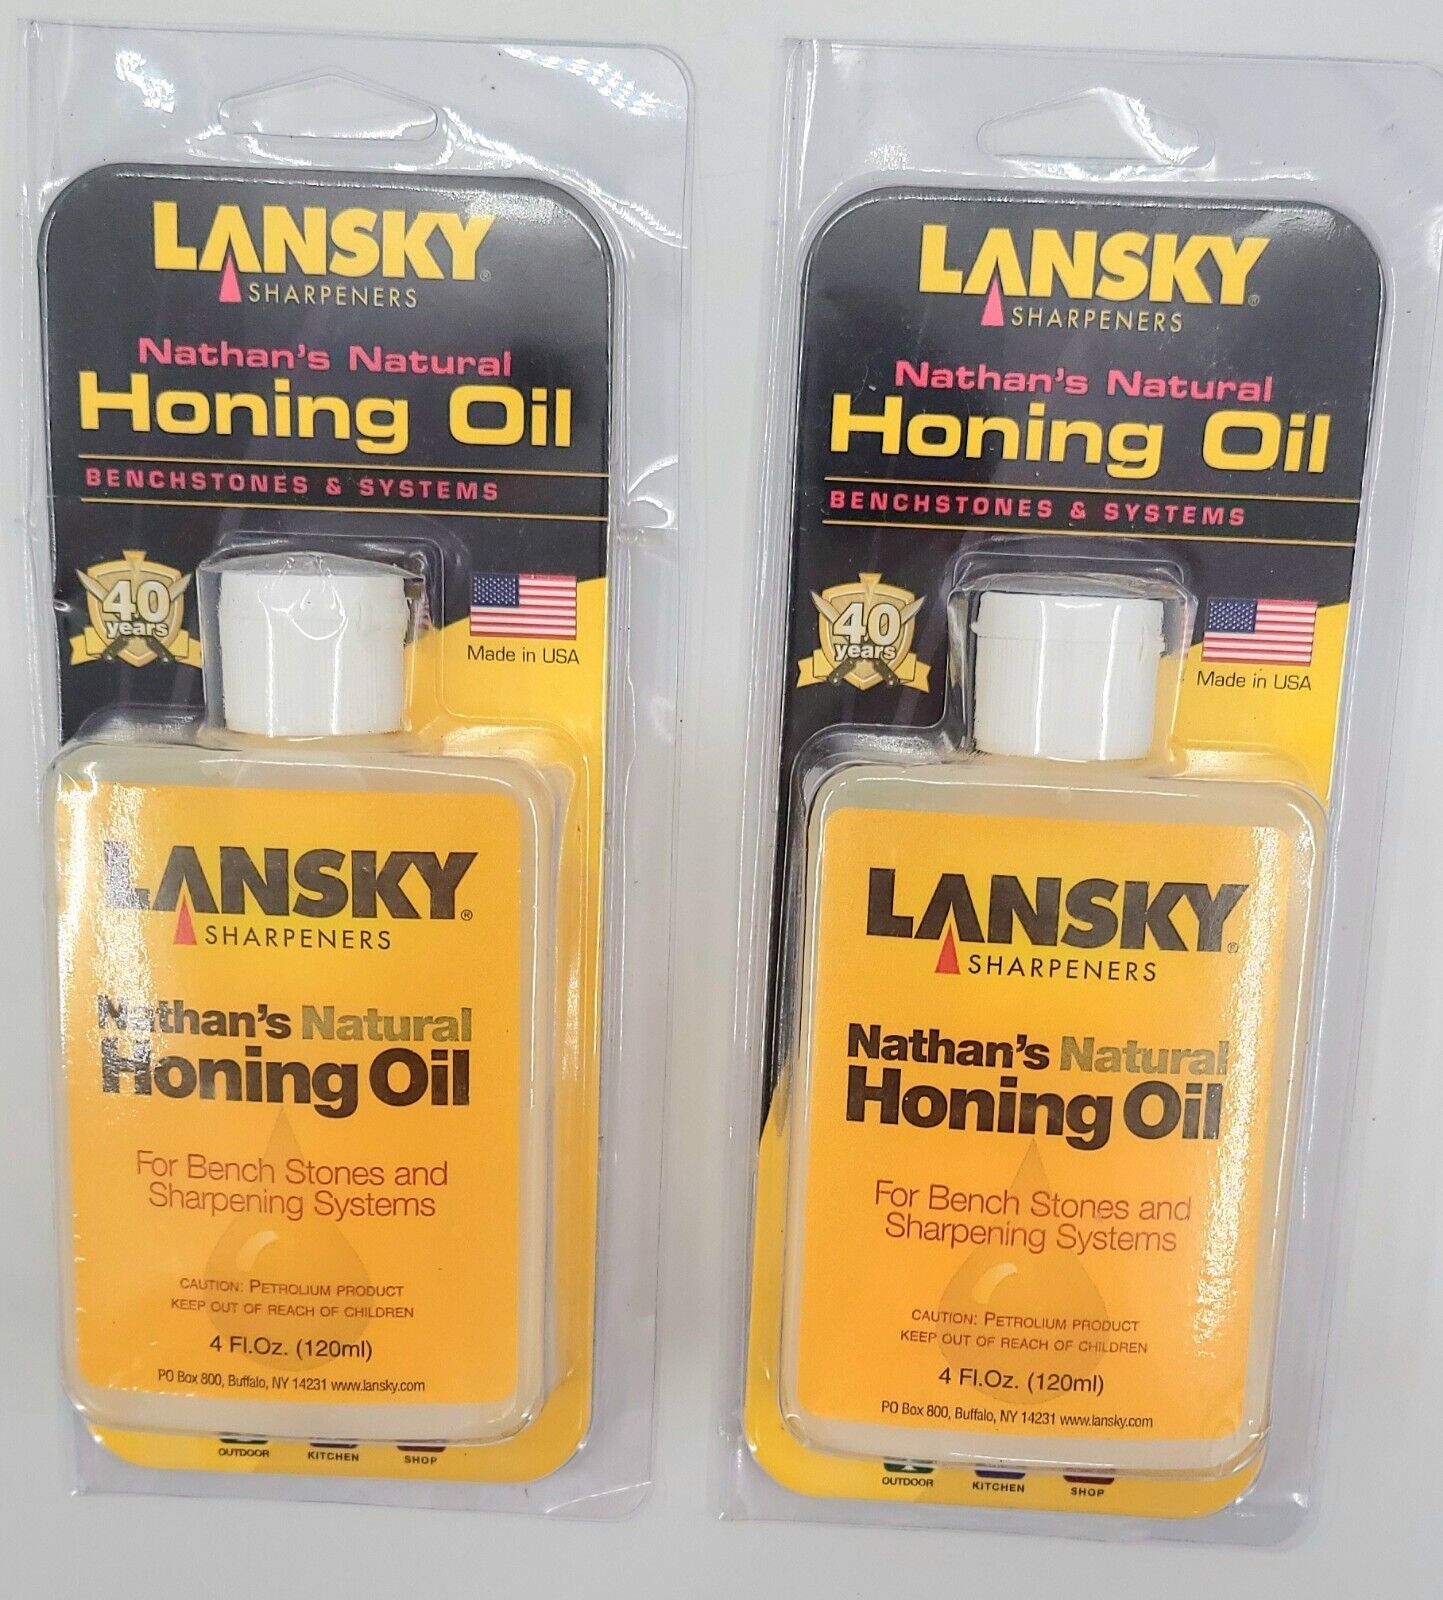 LANSKY®
SHARPENERS
Nathan's Natural
Honing Oil
BENCHSTONES & SYSTEMS
40
years
Made in USA
LANSKY®
SHARPENERS
Nathan's Natural
Honing Oil
For Bench Stones and
Sharpening Systems
CAUTION: PETROLIUM PRODUCT
KEEP OUT OF REACH OF CHILDREN
4 Fl.Oz. (120ml)
PO Box 800, Buffalo, NY 14231 www.lansky.com
OUTDOOR KITCHEN SHOP
LANSKY®
SHARPENERS
Nathan's Natural
Honing Oil
BENCHSTONES & SYSTEMS
40
years
Made in USA
LANSKY®
SHARPENERS
Nathan's Natural
Honing Oil
For Bench Stones and
Sharpening Systems
CAUTION: PETROLIUM PRODUCT
KEEP OUT OF REACH OF CHILDREN
4 Fl.Oz. (120ml)
PO Box 800, Buffalo, NY 14231 www.lansky.com
OUTDOOR KITCHEN SHOP